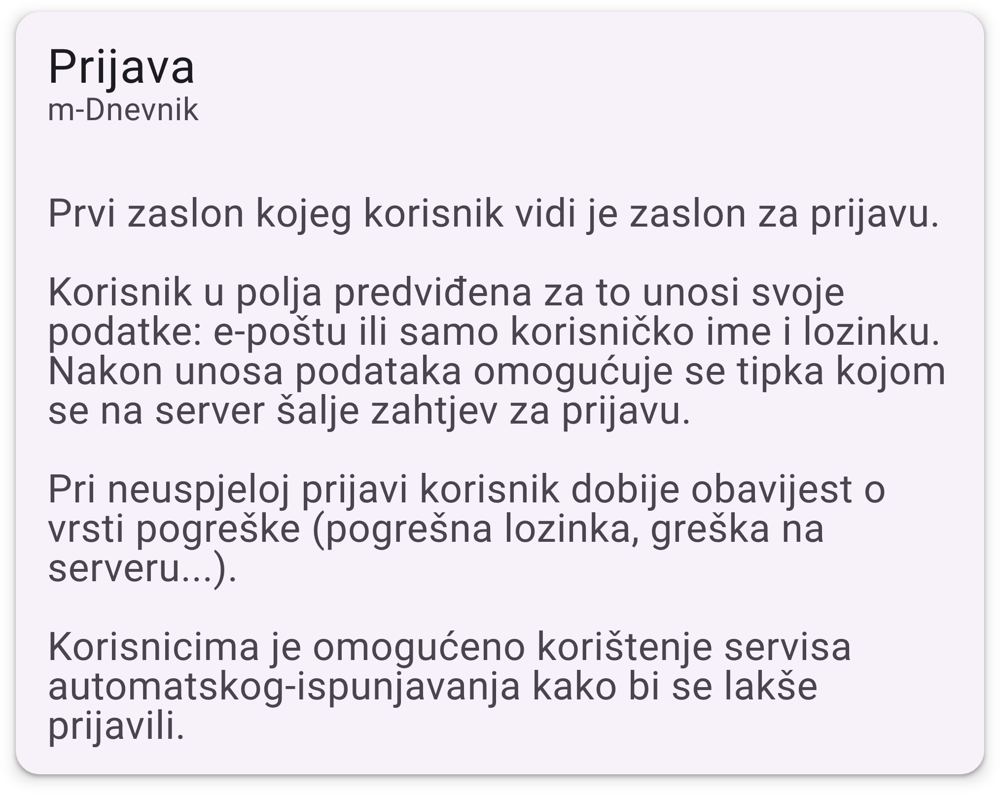 Prijava
m-Dnevnik
Prvi zaslon kojeg korisnik vidi je zaslon za prijavu.
Korisnik u polja predviđena za to unosi svoje
podatke: e-poštu ili samo korisničko ime i lozinku.
Nakon unosa podataka omogućuje se tipka kojom
se na server šalje zahtjev za prijavu.
Pri neuspjeloj prijavi korisnik dobije obavijest o
vrsti pogreške (pogrešna lozinka, greška na
serveru...).
Korisnicima je omogućeno korištenje servisa
automatskog-ispunjavanja kako bi se lakše
prijavili.